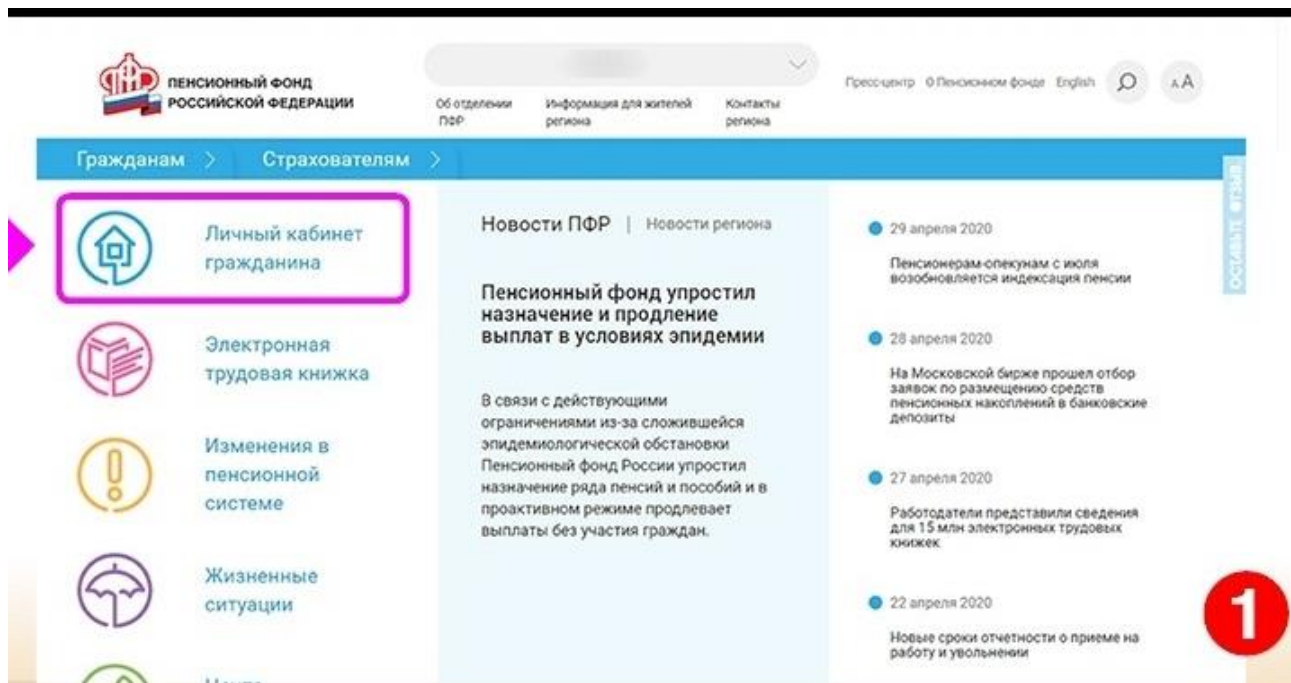 ПЕНСИОННЫЙ ФОНД
РОССИЙСКОЙ ФЕДЕРАЦИИ
Об отделении
ПФР
Информация для жителей
региона
Контакты
региона
Пресс-центр О Пенсионном фонде English
A A
Гражданам
Страхователям
ОСТАВЬТЕ ОТЗЫВ
Личный кабинет
гражданина
Электронная
трудовая книжка
Изменения в
пенсионной
системе
Жизненные
ситуации
Новости ПФР | Новости региона
Пенсионный фонд упростил
назначение и продление
выплат в условиях эпидемии
В связи с действующими
ограничениями из-за сложившейся
эпидемиологической обстановки
Пенсионный фонд России упростил
назначение ряда пенсий и пособий и в
проактивном режиме продлевает
выплаты без участия граждан.
29 апреля 2020
Пенсионерам-опекунам с июля
возобновляется индексация пенсии
28 апреля 2020
На Московской бирже прошел отбор
заявок по размещению средств
пенсионных накоплений в банковские
депозиты
27 апреля 2020
Работодатели представили сведения
для 15 млн электронных трудовых
книжек
22 апреля 2020
Новые сроки отчетности о приеме на
работу и увольнении
1